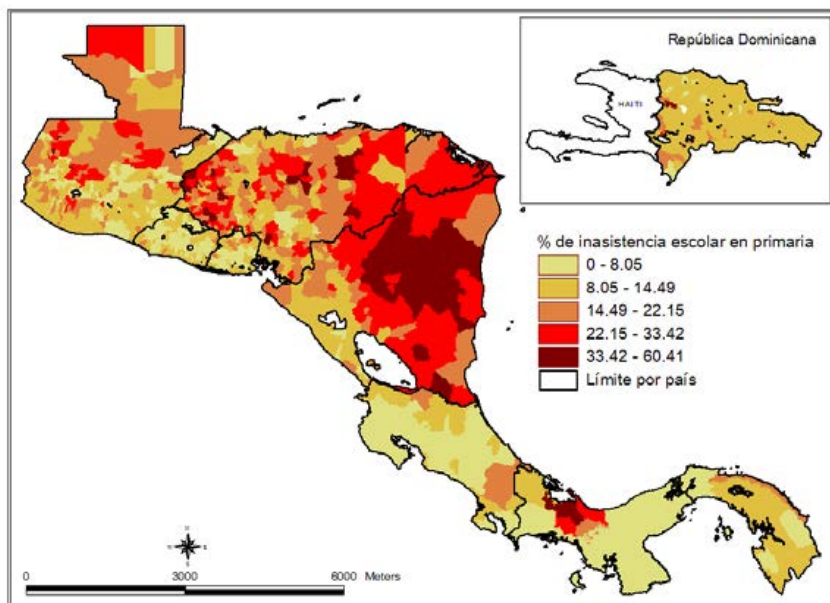 República Dominicana
HAITI
% de inasistencia escolar en primaria
0 - 8.05
8.05 - 14.49
14.49 - 22.15
22.15 - 33.42
33.42 - 60.41
Límite por país
0 3000 6000 Meters